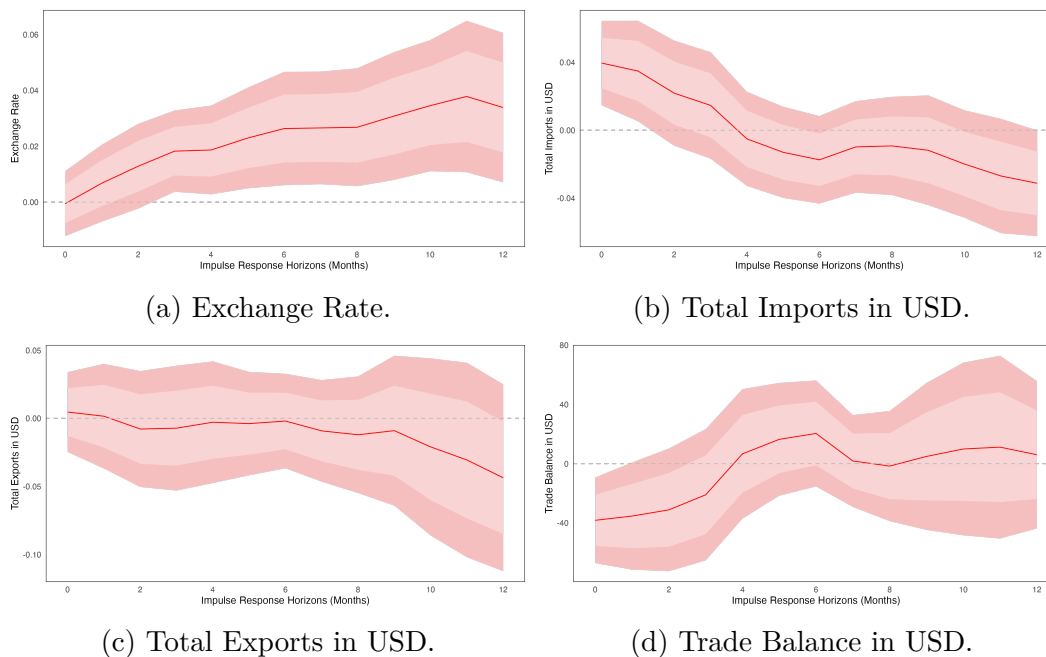 0.06
0.04
0.02
0.00
Exchange Rate
0 2 4 6 8 10 12
Impulse Response Horizons (Months)
(a) Exchange Rate.
0.04
0.00
-0.04
Total Imports in USD
0 2 4 6 8 10 12
Impulse Response Horizons (Months)
(b) Total Imports in USD.
0.05
0.00
-0.05
-0.10
Total Exports in USD
0 2 4 6 8 10 12
Impulse Response Horizons (Months)
(c) Total Exports in USD.
80
40
0
-40
Trade Balance in USD
0 2 4 6 8 10 12
Impulse Response Horizons (Months)
(d) Trade Balance in USD.